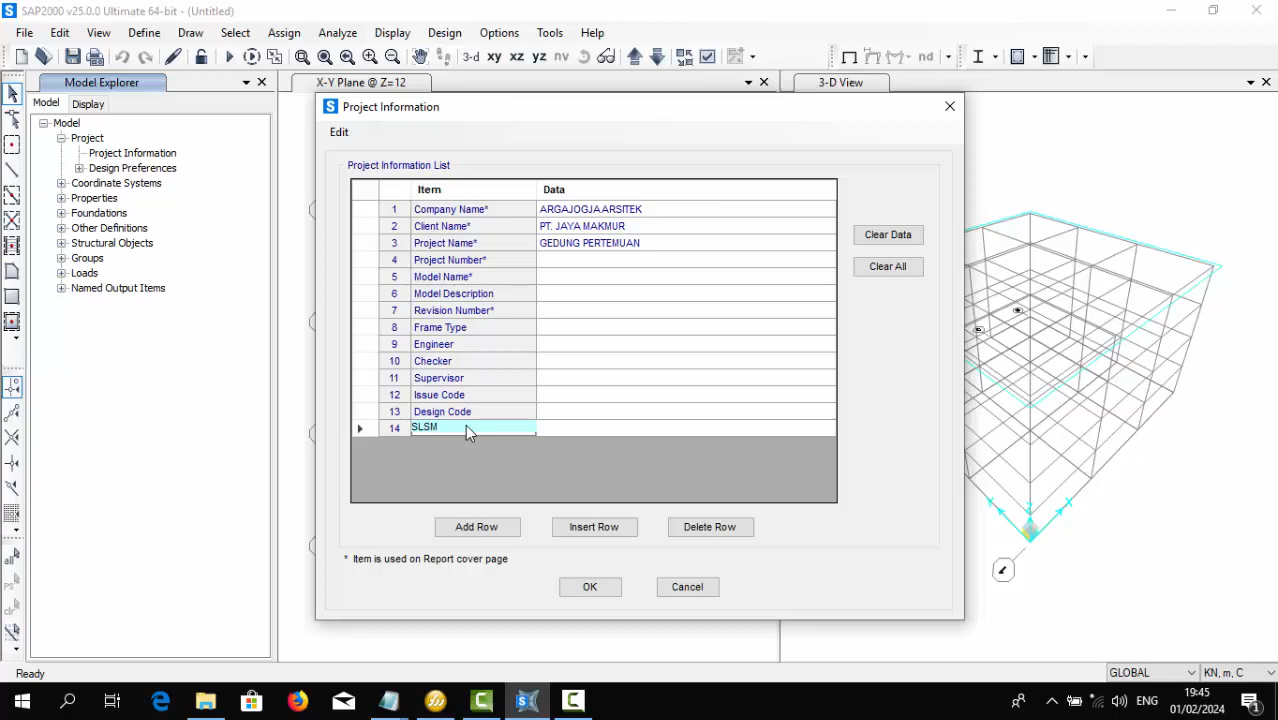 SAP2000 v25.0.0 Ultimate 64-bit - (Untitled)
File Edit View Define Draw Select Assign Analyze Display Design Options Tools Help
3-d xy xz yz nv nd
Model Explorer
X-Y Plane @ Z=12
3-D View
Model Display
Model
Project
Project Information
Design Preferences
Coordinate Systems
Properties
Foundations
Other Definitions
Structural Objects
Groups
Loads
Named Output Items
all
PS
clr
Project Information
Edit
Project Information List
Item Data
1 Company Name* ARGAJOGJAARSITEK
2 Client Name* PT. JAYA MAKMUR
3 Project Name* GEDUNG PERTEMUAN
4 Project Number*
5 Model Name*
6 Model Description
7 Revision Number*
8 Frame Type
9 Engineer
10 Checker
11 Supervisor
12 Issue Code
13 Design Code
14 SLSM
Clear Data
Clear All
Add Row Insert Row Delete Row
* Item is used on Report cover page
OK Cancel
Y Z X
Ready
GLOBAL KN, m, C
ENG
19:45
01/02/2024